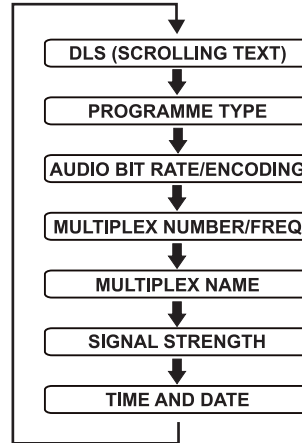 DLS (SCROLLING TEXT)
PROGRAMME TYPE
AUDIO BIT RATE/ENCODING
MULTIPLEX NUMBER/FREQ
MULTIPLEX NAME
SIGNAL STRENGTH
TIME AND DATE